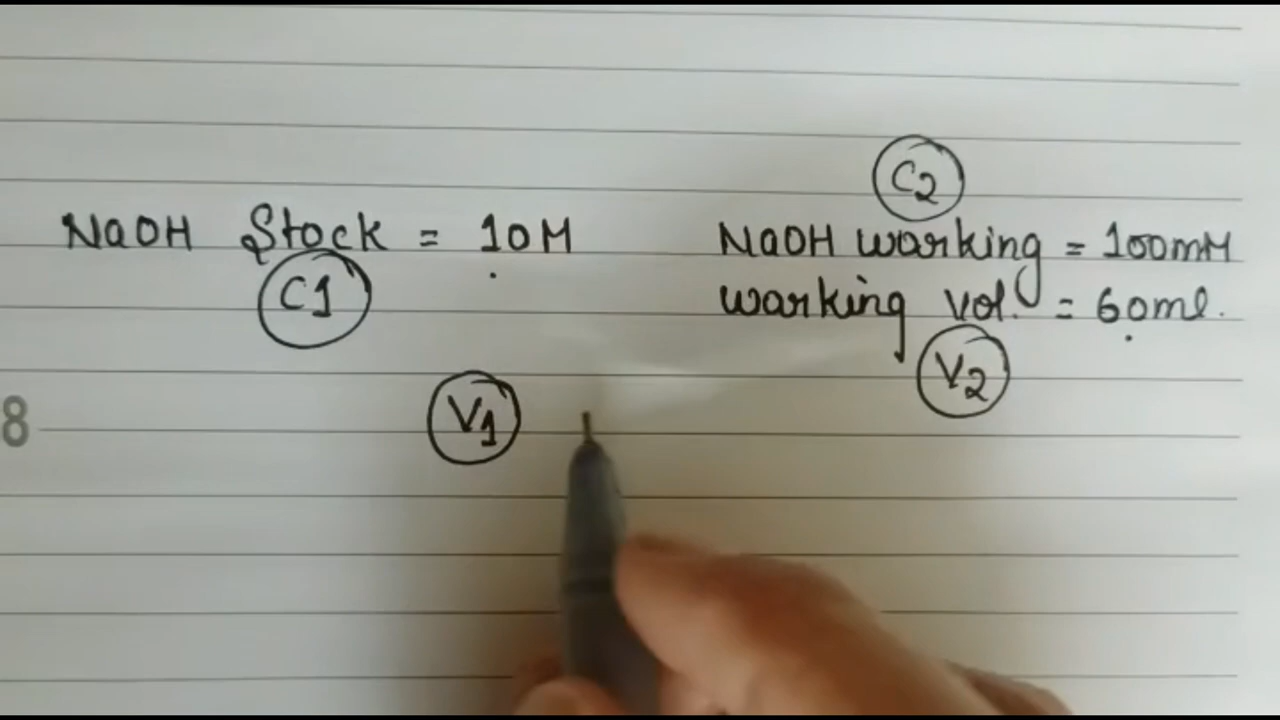 C2
NaOH Stock = 10M
NaOH warking = 100mM
C1
warking Vol. = 60ml.
V2
V1
8